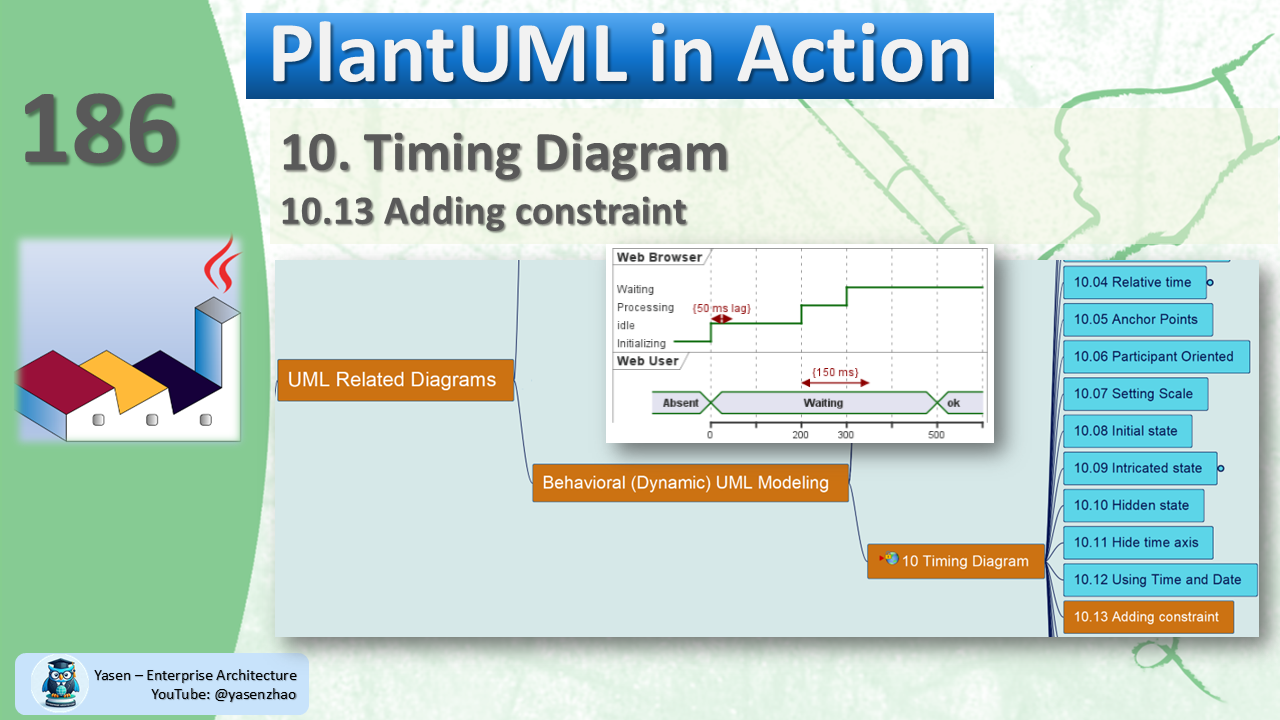 PlantUML in Action
186
10. Timing Diagram
10.13 Adding constraint
Web Browser
Waiting
Processing
idle
Initializing
{50 ms lag}
Web User
{150 ms}
Absent
Waiting
ok
0
200
300
500
UML Related Diagrams
Behavioral (Dynamic) UML Modeling
10 Timing Diagram
10.04 Relative time
10.05 Anchor Points
10.06 Participant Oriented
10.07 Setting Scale
10.08 Initial state
10.09 Intricated state
10.10 Hidden state
10.11 Hide time axis
10.12 Using Time and Date
10.13 Adding constraint
Yasen – Enterprise Architecture
YouTube: @yasenzhao